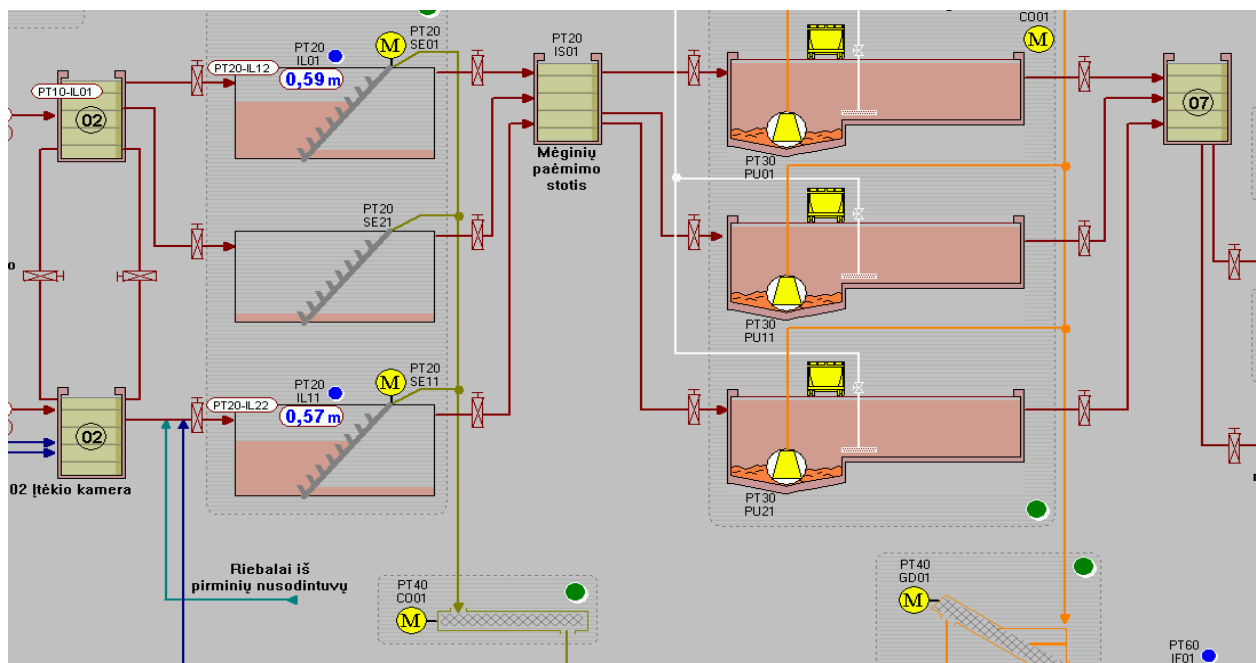 PT20
SE01
PT20
IL01
PT20-IL12
0,59 m
M
PT10-IL01
02
PT20
IS01
Mėginių
paėmimo
stotis
CO01
M
07
PT30
PU01
PT20
SE21
PT30
PU11
PT20
SE11
PT20
IL11
PT20-IL22
0,57 m
M
02
02 Įtėkio kamera
PT30
PU21
Riebalai iš
pirminių nusodintuvų
PT40
CO01
M
PT40
GD01
M
PT60
IF01